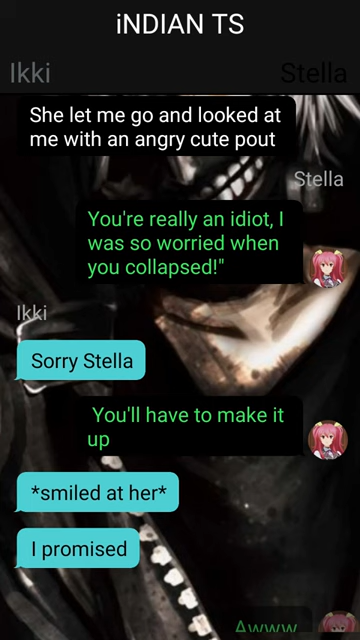 iNDIAN TS
Ikki
Stella
She let me go and looked at
me with an angry cute pout
Stella
You're really an idiot, I
was so worried when
you collapsed!"
Ikki
Sorry Stella
You'll have to make it
up
*smiled at her*
I promised
Awww